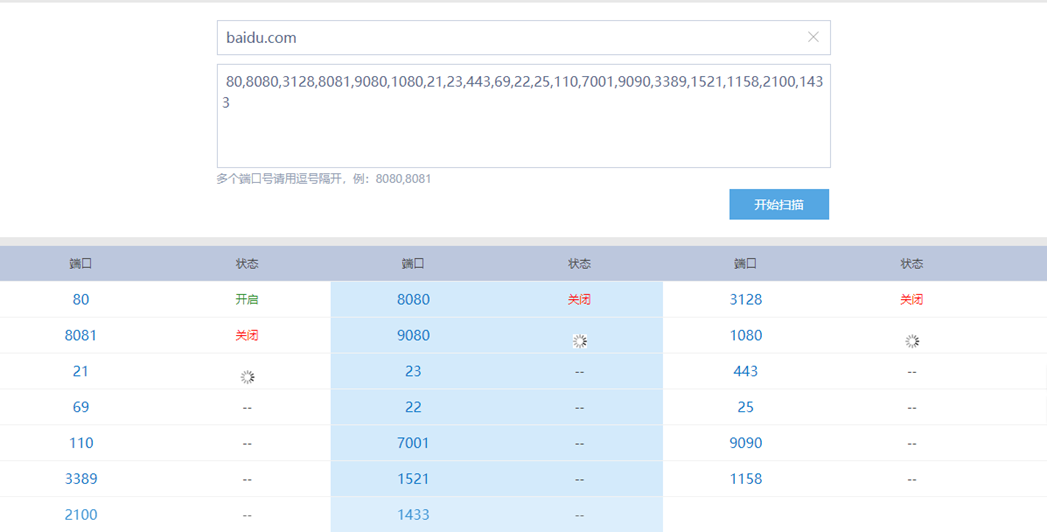 baidu.com
80,8080,3128,8081,9080,1080,21,23,443,69,22,25,110,7001,9090,3389,1521,1158,2100,143
3
多个端口号请用逗号隔开，例：8080,8081
开始扫描
端口 状态 端口 状态 端口 状态
80 开启 8080 关闭 3128 关闭
8081 关闭 9080 1080
21 23 -- 443 --
69 -- 22 -- 25 --
110 -- 7001 -- 9090 --
3389 -- 1521 -- 1158 --
2100 -- 1433 --